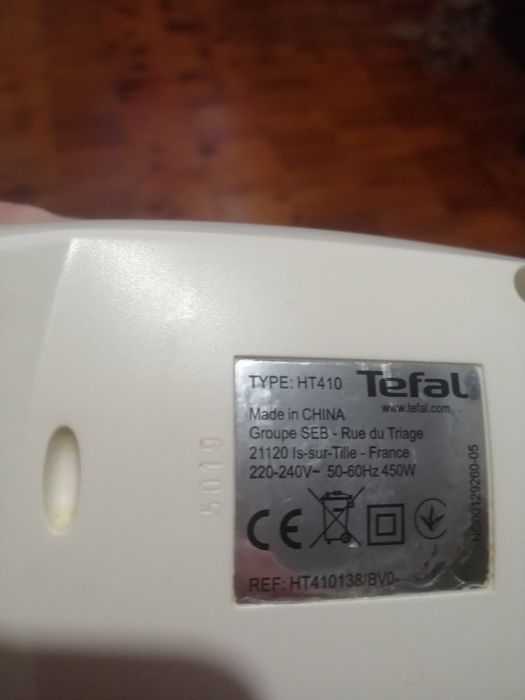 TYPE: HT410
Tefal
www.tefal.com
Made in CHINA
Groupe SEB - Rue du Triage
21120 Is-sur-Tille - France
220-240V~ 50-60Hz 450W
CE
REF: HT410138/BV0-
5019